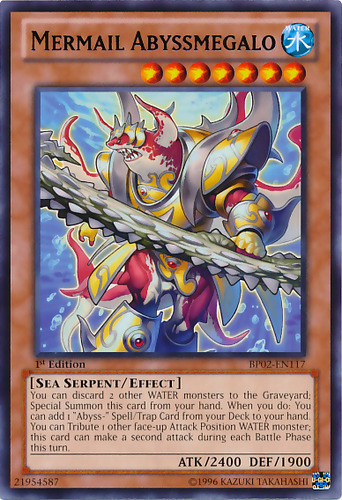 MERMAIL ABYSSMEGALO
WATER
水
1st Edition
BP02-EN117
[SEA SERPENT/EFFECT]
You can discard 2 other WATER monsters to the Graveyard;
Special Summon this card from your hand. When you do: You
can add 1 "Abyss-" Spell/Trap Card from your Deck to your hand.
You can Tribute 1 other face-up Attack Position WATER monster;
this card can make a second attack during each Battle Phase
this turn.
ATK/2400 DEF/1900
21954587
©1996 KAZUKI TAKAHASHI